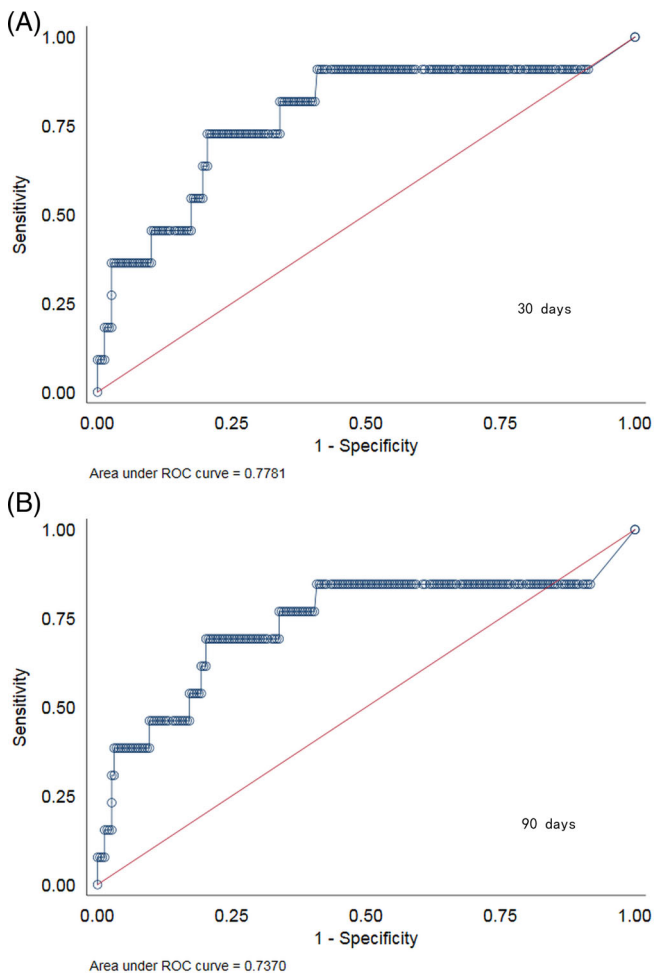 (A)
1.00
0.75
0.50
0.25
0.00
Sensitivity
30 days
0.00 0.25 0.50 0.75 1.00
1 - Specificity
Area under ROC curve = 0.7781
(B)
1.00
0.75
0.50
0.25
0.00
Sensitivity
90 days
0.00 0.25 0.50 0.75 1.00
1 - Specificity
Area under ROC curve = 0.7370